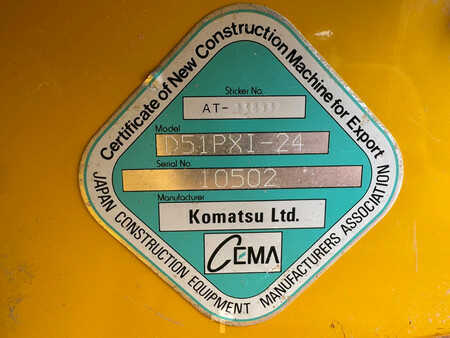 Certificate of New Construction Machine for Export
Sticker No.
AT-
Model
D51PXI-24
Serial No.
10502
Manufacturer
Komatsu Ltd.
CEMA
JAPAN CONSTRUCTION EQUIPMENT MANUFACTURERS ASSOCIATION